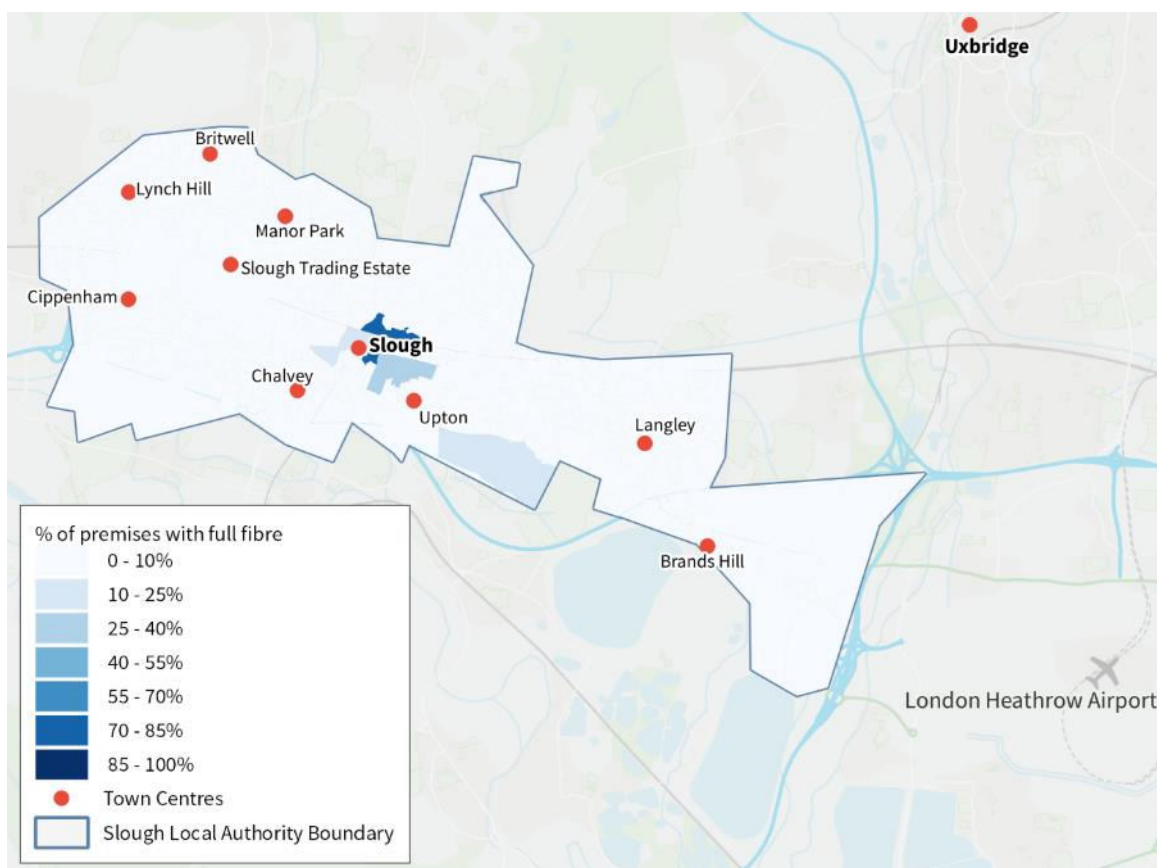 Uxbridge
Britwell
Lynch Hill
Manor Park
Slough Trading Estate
Cippenham
Slough
Chalvey
Upton
Langley
Brands Hill
London Heathrow Airport
% of premises with full fibre
0 - 10%
10 - 25%
25 - 40%
40 - 55%
55 - 70%
70 - 85%
85 - 100%
Town Centres
Slough Local Authority Boundary